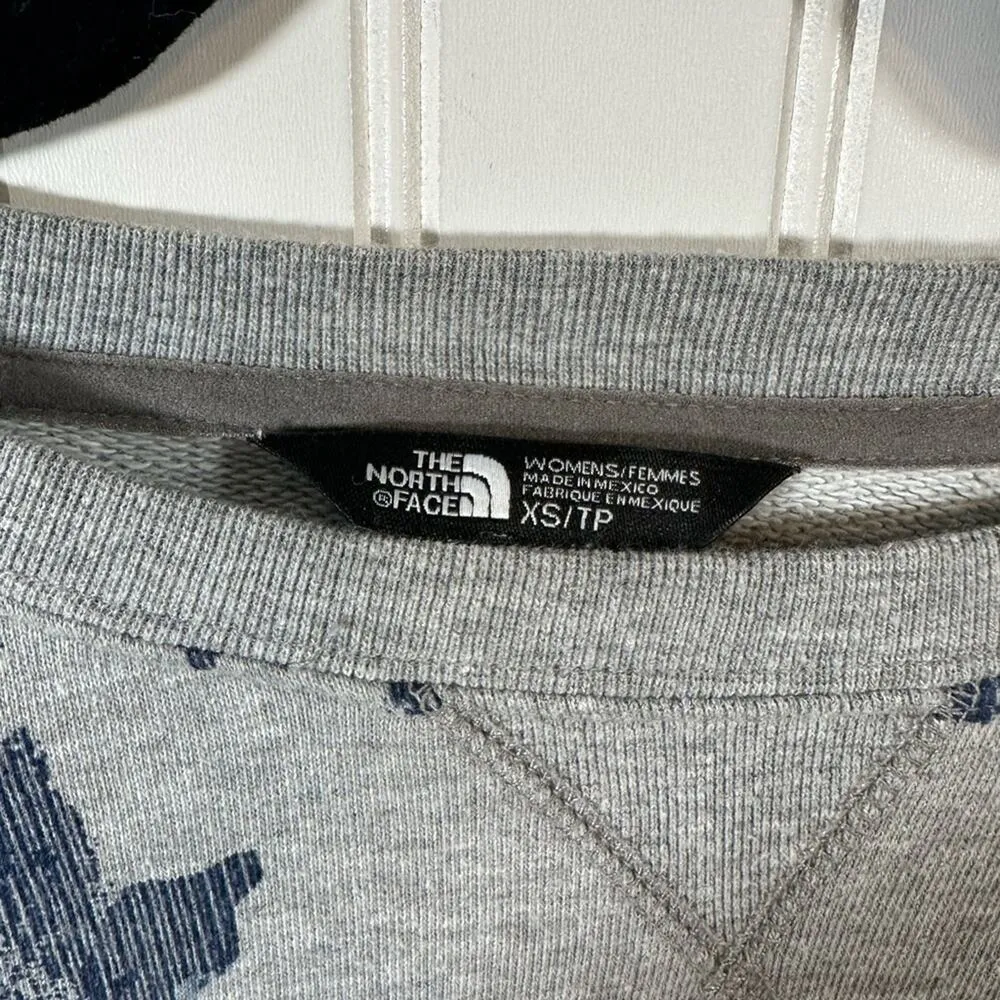 THE
NORTH
®FACE
WOMENS/FEMMES
MADE IN MEXICO
FABRIQUE EN MEXIQUE
XS/TP